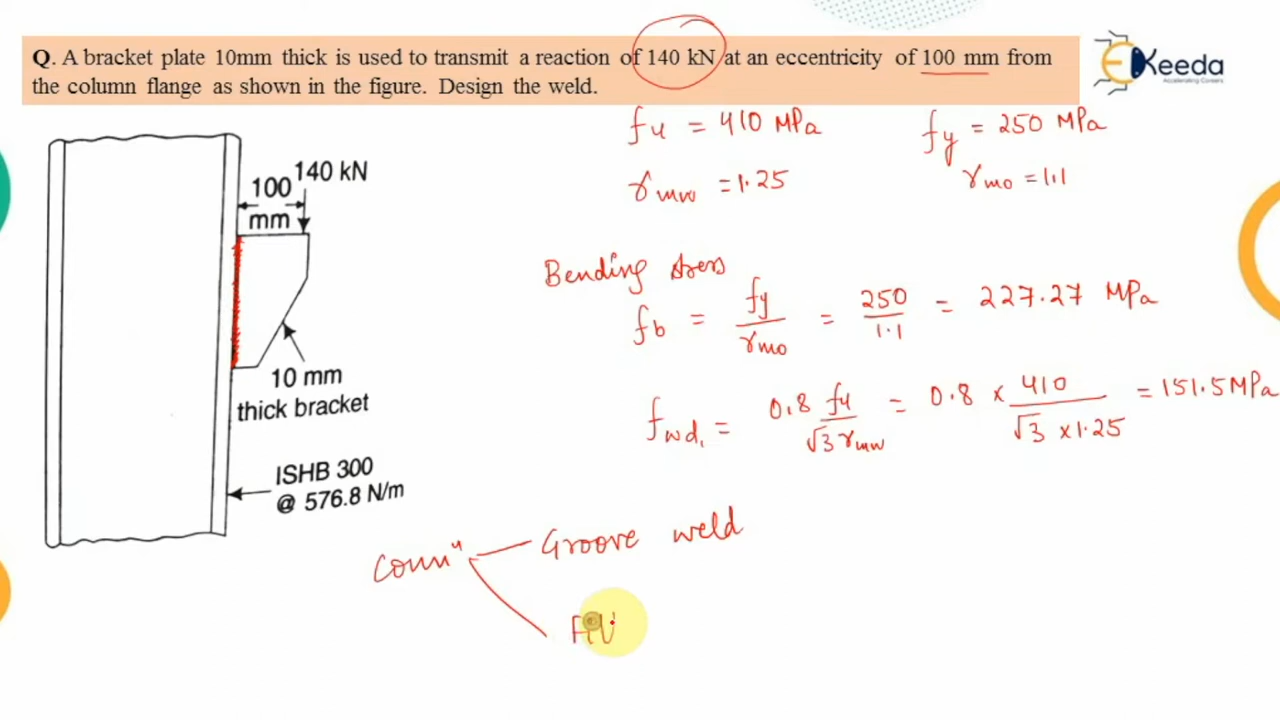 Q. A bracket plate 10mm thick is used to transmit a reaction of 140 kN at an eccentricity of 100 mm from
the column flange as shown in the figure. Design the weld.
EKeeda
Accelerating Careers
fu = 410 MPa fy = 250 MPa
γmw = 1.25 γmo = 1.1
140 kN
100
mm
10 mm
thick bracket
ISHB 300
@ 576.8 N/m
Bending stress
fb = fy/γmo = 250/1.1 = 227.27 MPa
fwd1 = 0.8 fu/√3 γmw = 0.8 × 410/√3 × 1.25 = 151.5 MPa
Connⁿ Groove weld